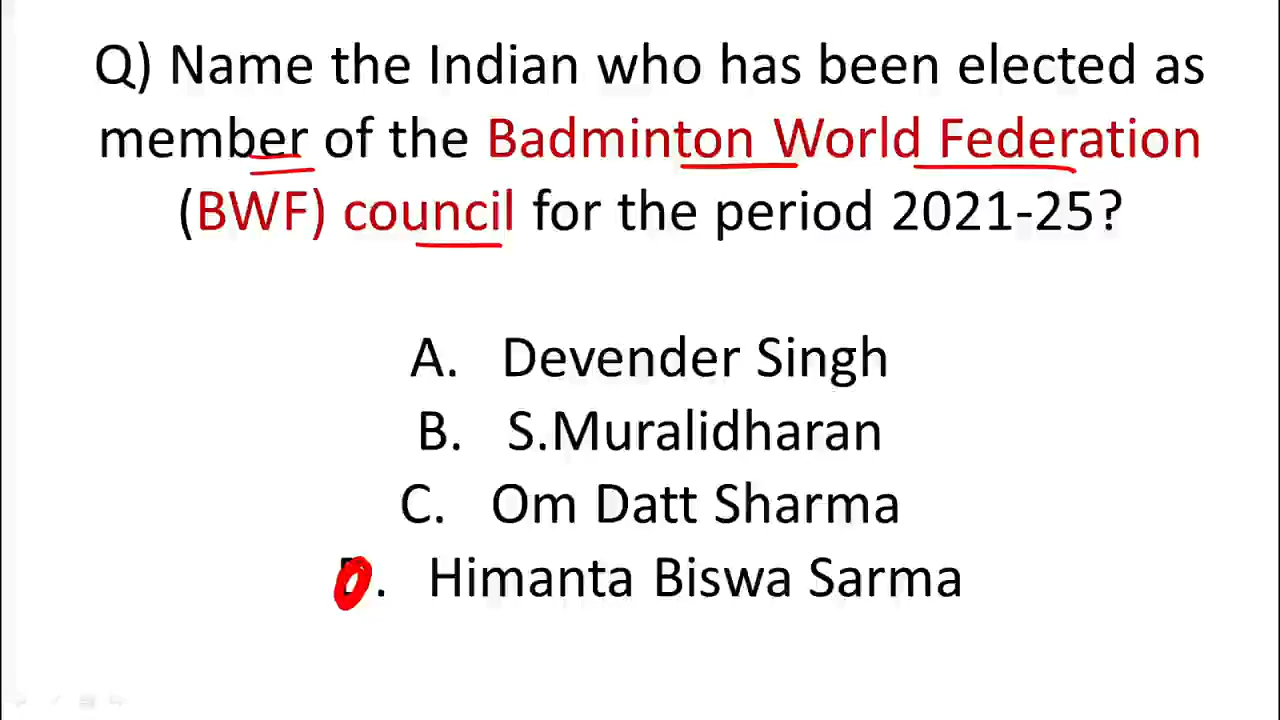 Q) Name the Indian who has been elected as
member of the Badminton World Federation
(BWF) council for the period 2021-25?
A. Devender Singh
B. S.Muralidharan
C. Om Datt Sharma
D. Himanta Biswa Sarma